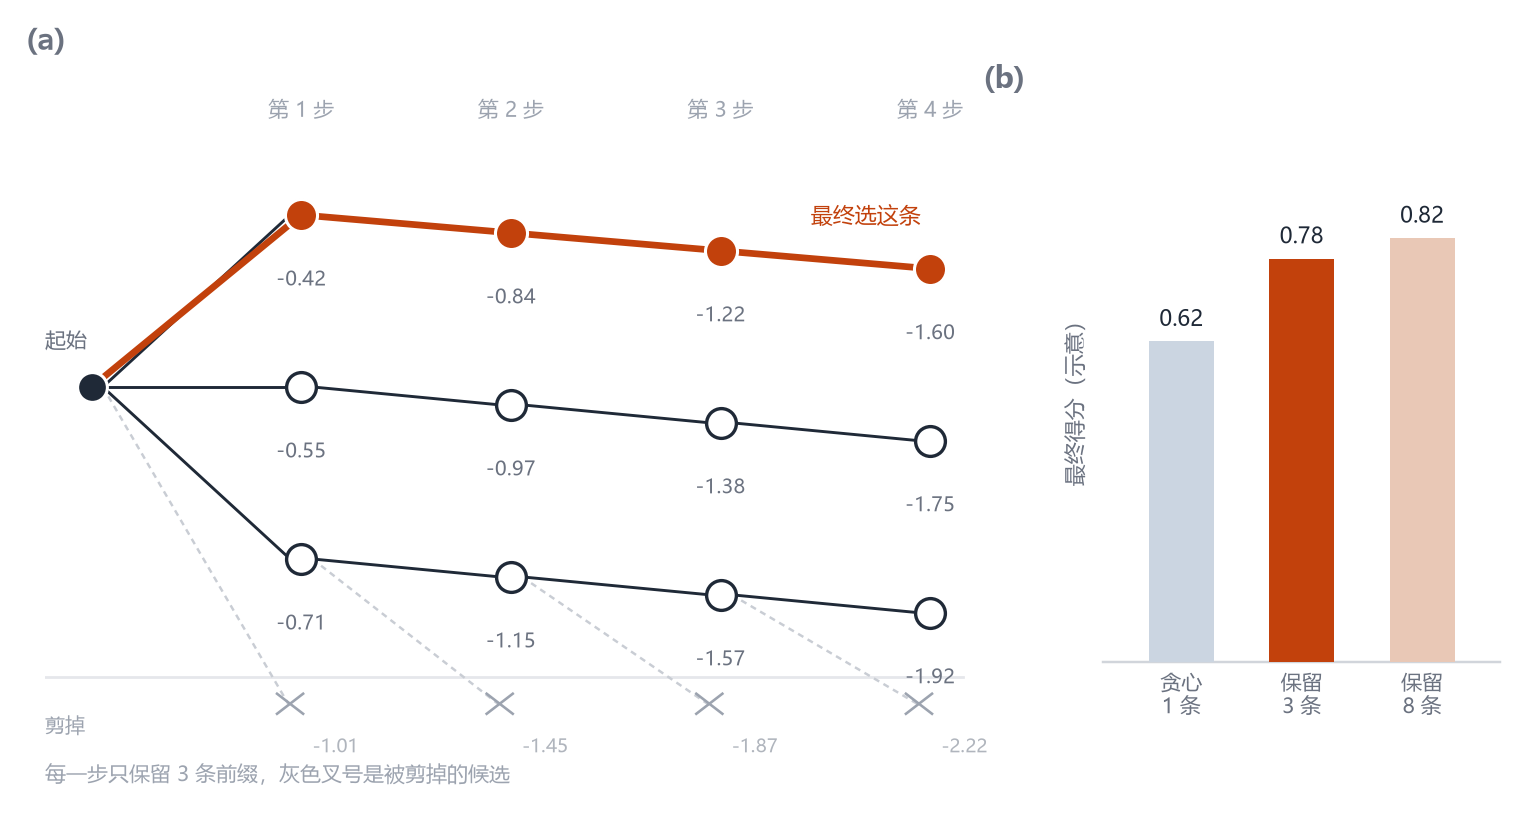 (a)
第 1 步
第 2 步
第 3 步
第 4 步
最终选这条
起始
-0.42
-0.84
-1.22
-1.60
-0.55
-0.97
-1.38
-1.75
-0.71
-1.15
-1.57
-1.92
剪掉
-1.01
-1.45
-1.87
-2.22
每一步只保留 3 条前缀，灰色叉号是被剪掉的候选
(b)
最终得分（示意）
0.62
0.78
0.82
贪心
1 条
保留
3 条
保留
8 条